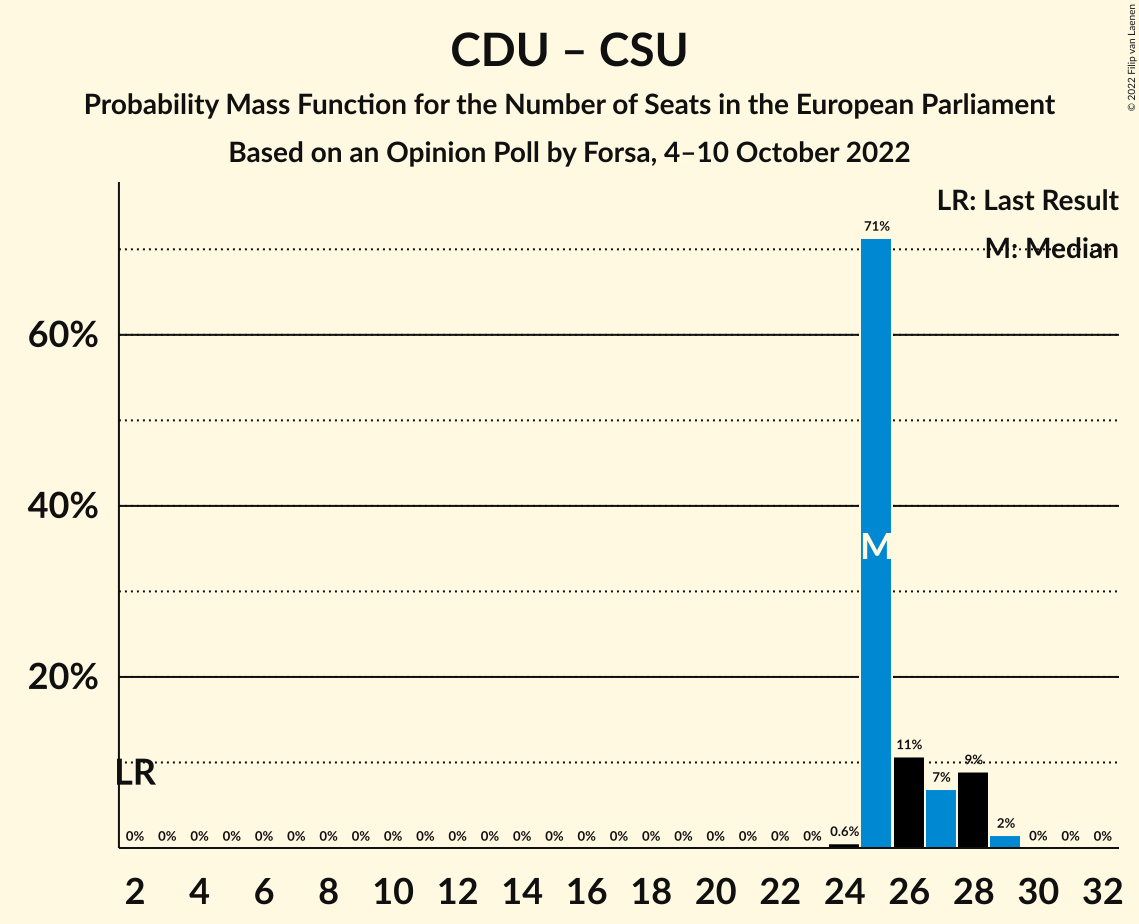 CDU – CSU
Probability Mass Function for the Number of Seats in the European Parliament
Based on an Opinion Poll by Forsa, 4–10 October 2022
© 2022 Filip van Laenen
LR: Last Result
M: Median
71%
60%
40%
M
20%
11%
9%
7%
LR
2%
0.6%
0% 0% 0% 0% 0% 0% 0% 0% 0% 0% 0% 0% 0% 0% 0% 0% 0% 0% 0% 0% 0% 0% 0% 0% 0%
2 4 6 8 10 12 14 16 18 20 22 24 26 28 30 32